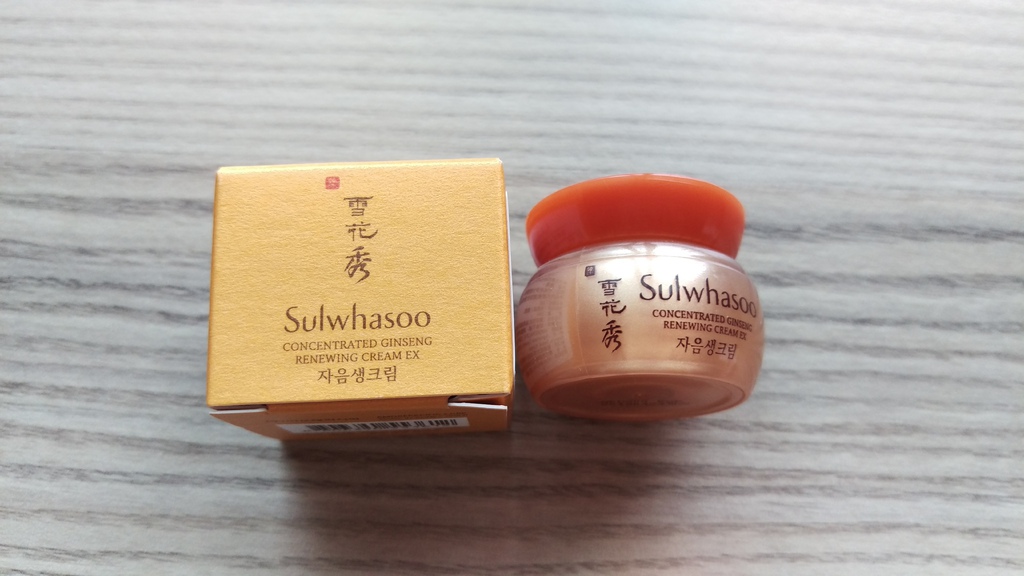 雪
花
秀
Sulwhasoo
CONCENTRATED GINSENG
RENEWING CREAM EX
자음생크림
雪
花
秀
Sulwhasoo
CONCENTRATED GINSENG
RENEWING CREAM EX
자음생크림